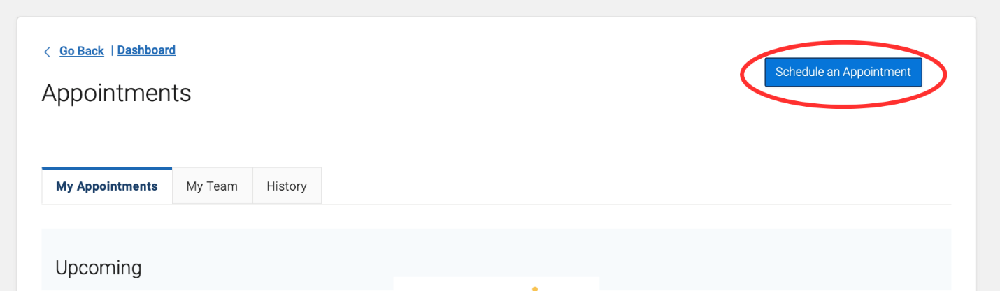 Go Back | Dashboard
Schedule an Appointment
Appointments
My Appointments My Team History
Upcoming